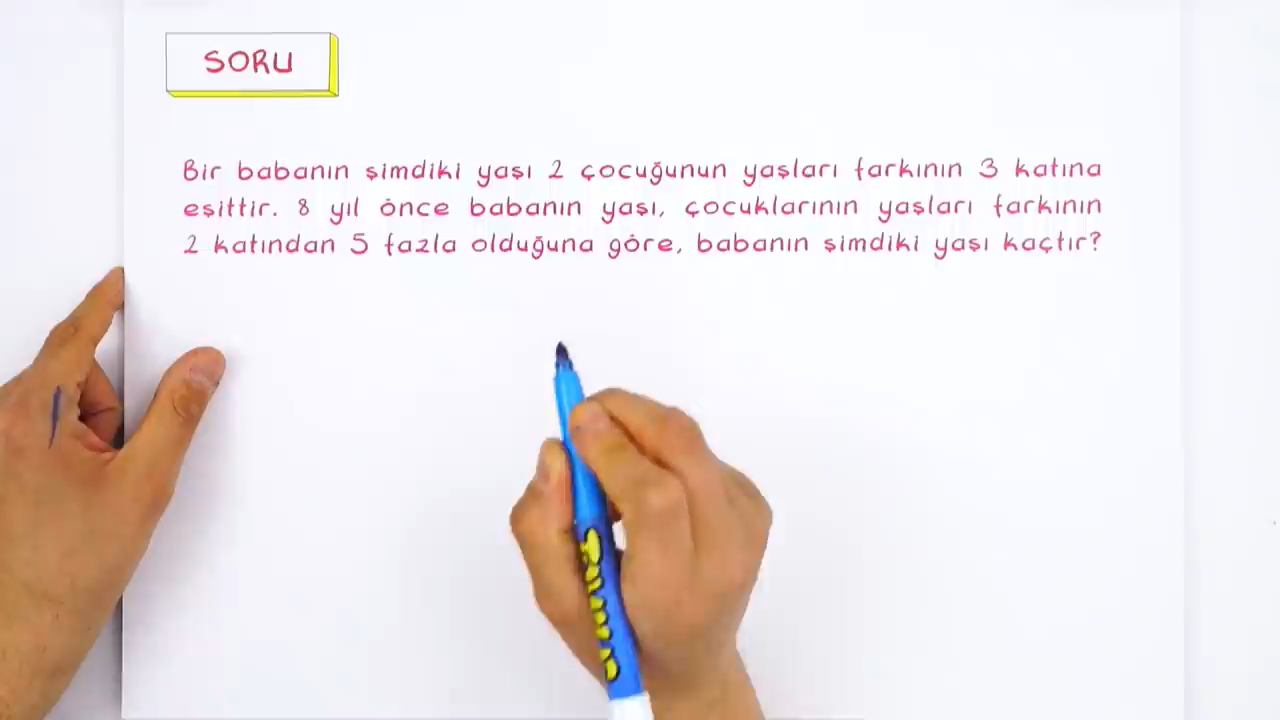 SORU
Bir babanın şimdiki yaşı 2 çocuğunun yaşları farkının 3 katına
eşittir. 8 yıl önce babanın yaşı, çocuklarının yaşları farkının
2 katından 5 fazla olduğuna göre, babanın şimdiki yaşı kaçtır?